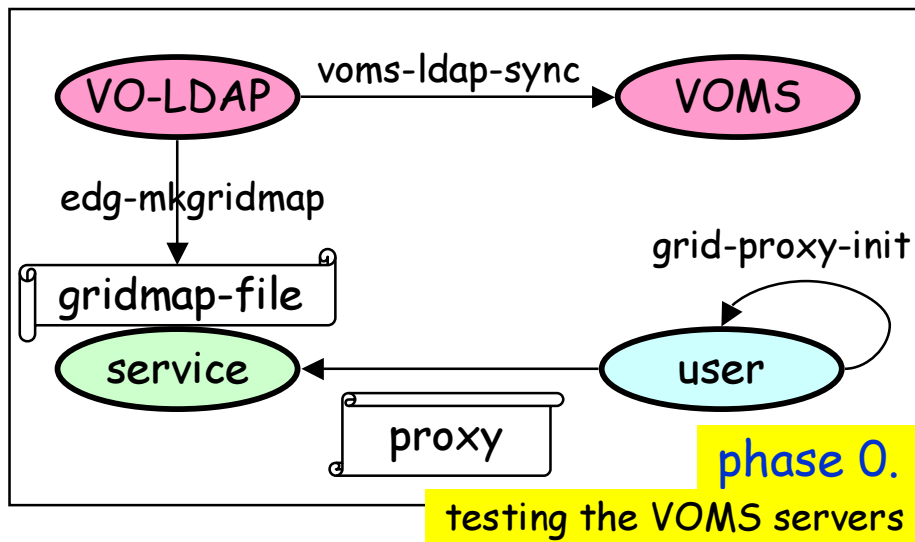 VO-LDAP
voms-ldap-sync
VOMS
edg-mkgridmap
grid-proxy-init
gridmap-file
service
user
proxy
phase 0.
testing the VOMS servers